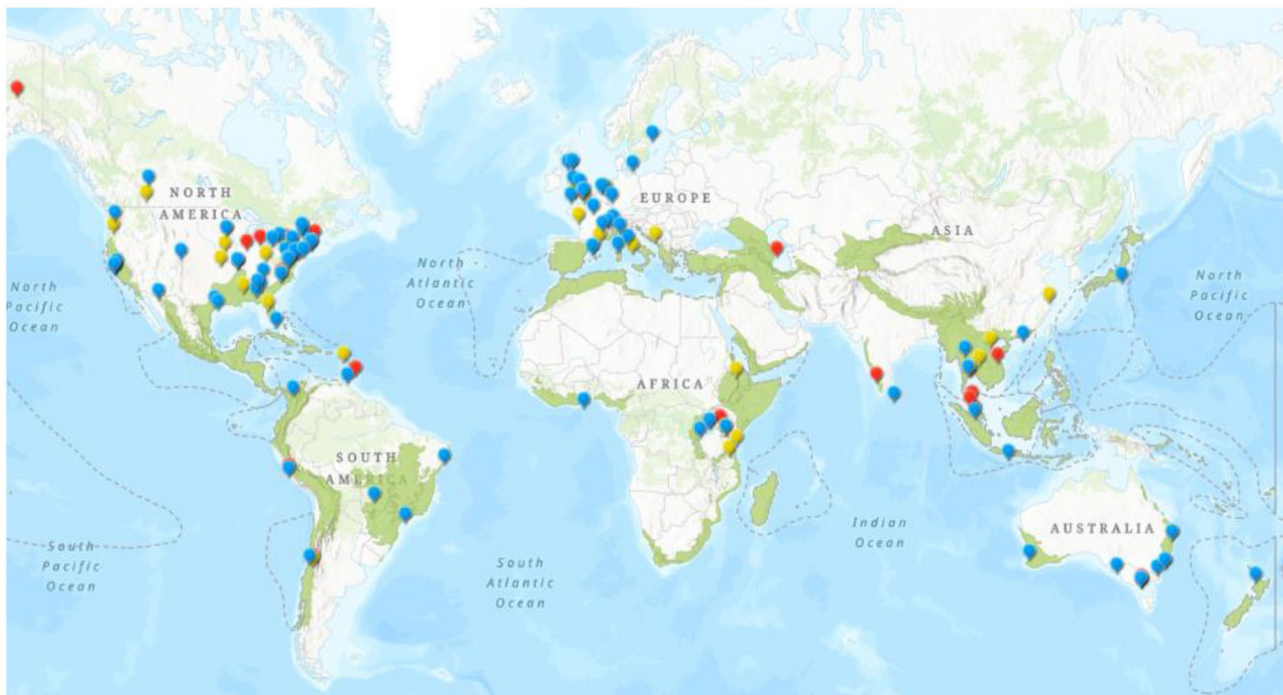 NORTH
AMERICA
EUROPE
ASIA
North
Atlantic
Ocean
North
Pacific
Ocean
North
Pacific
Ocean
AFRICA
SOUTH
AMERICA
Indian
Ocean
AUSTRALIA
South
Pacific
Ocean
South
Atlantic
Ocean